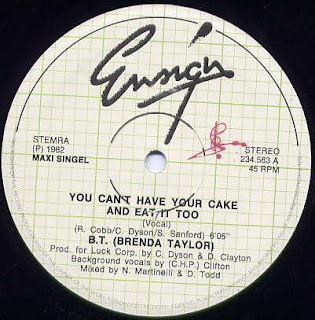 Ensign
STEMRA
(P) 1982
MAXI SINGEL
STEREO
234.583 A
45 RPM
YOU CAN'T HAVE YOUR CAKE
AND EAT IT TOO
(Vocal)
(R. Cobb/C. Dyson/S. Sanford) 6'05"
B.T. (BRENDA TAYLOR)
Prod. for Luck Corp. by C. Dyson & D. Clayton
Background vocals by (C.H.P.) Clifton
Mixed by N. Martinelli & D. Todd